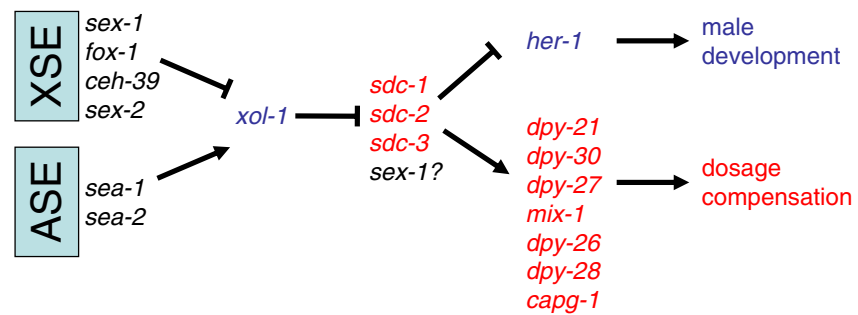 XSE
sex-1
fox-1
ceh-39
sex-2
ASE
sea-1
sea-2
xol-1
sdc-1
sdc-2
sdc-3
sex-1?
her-1
male
development
dpy-21
dpy-30
dpy-27
mix-1
dpy-26
dpy-28
capg-1
dosage
compensation